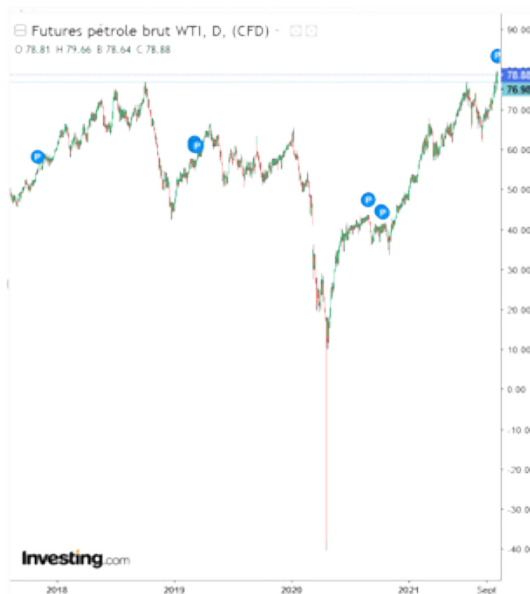 Futures pétrole brut WTI, D, (CFD)
O 78.81 H 79.66 B 78.64 C 78.88
90.00
78.88
76.98
70.00
60.00
50.00
40.00
30.00
20.00
10.00
0.00
-10.00
-20.00
-30.00
-40.00
P
P
P
P
P
Investing.com
2018 2019 2020 2021 Sept